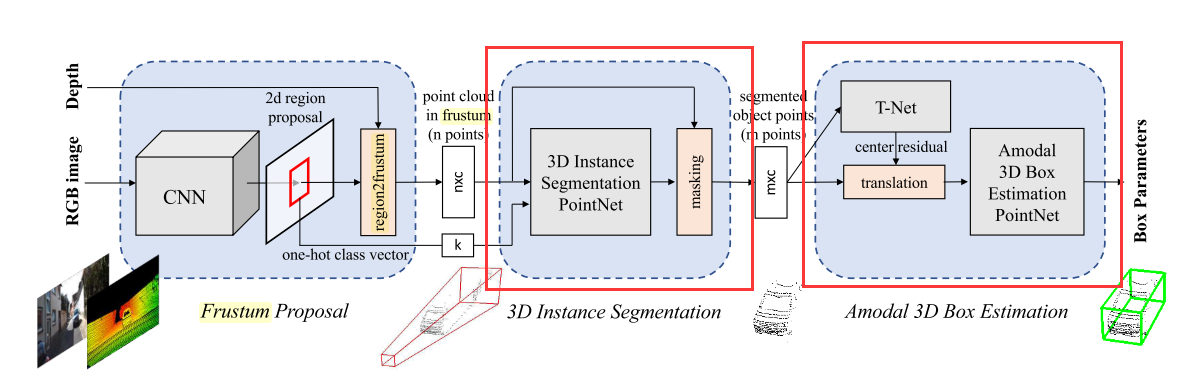 Depth
RGB image
CNN
2d region
proposal
region2frustum
one-hot class vector
Frustum Proposal
point cloud
in frustum
(n points)
nxc
k
3D Instance
Segmentation
PointNet
masking
3D Instance Segmentation
segmented
object points
(m points)
mxc
T-Net
center residual
translation
Amodal
3D Box
Estimation
PointNet
Amodal 3D Box Estimation
Box Parameters